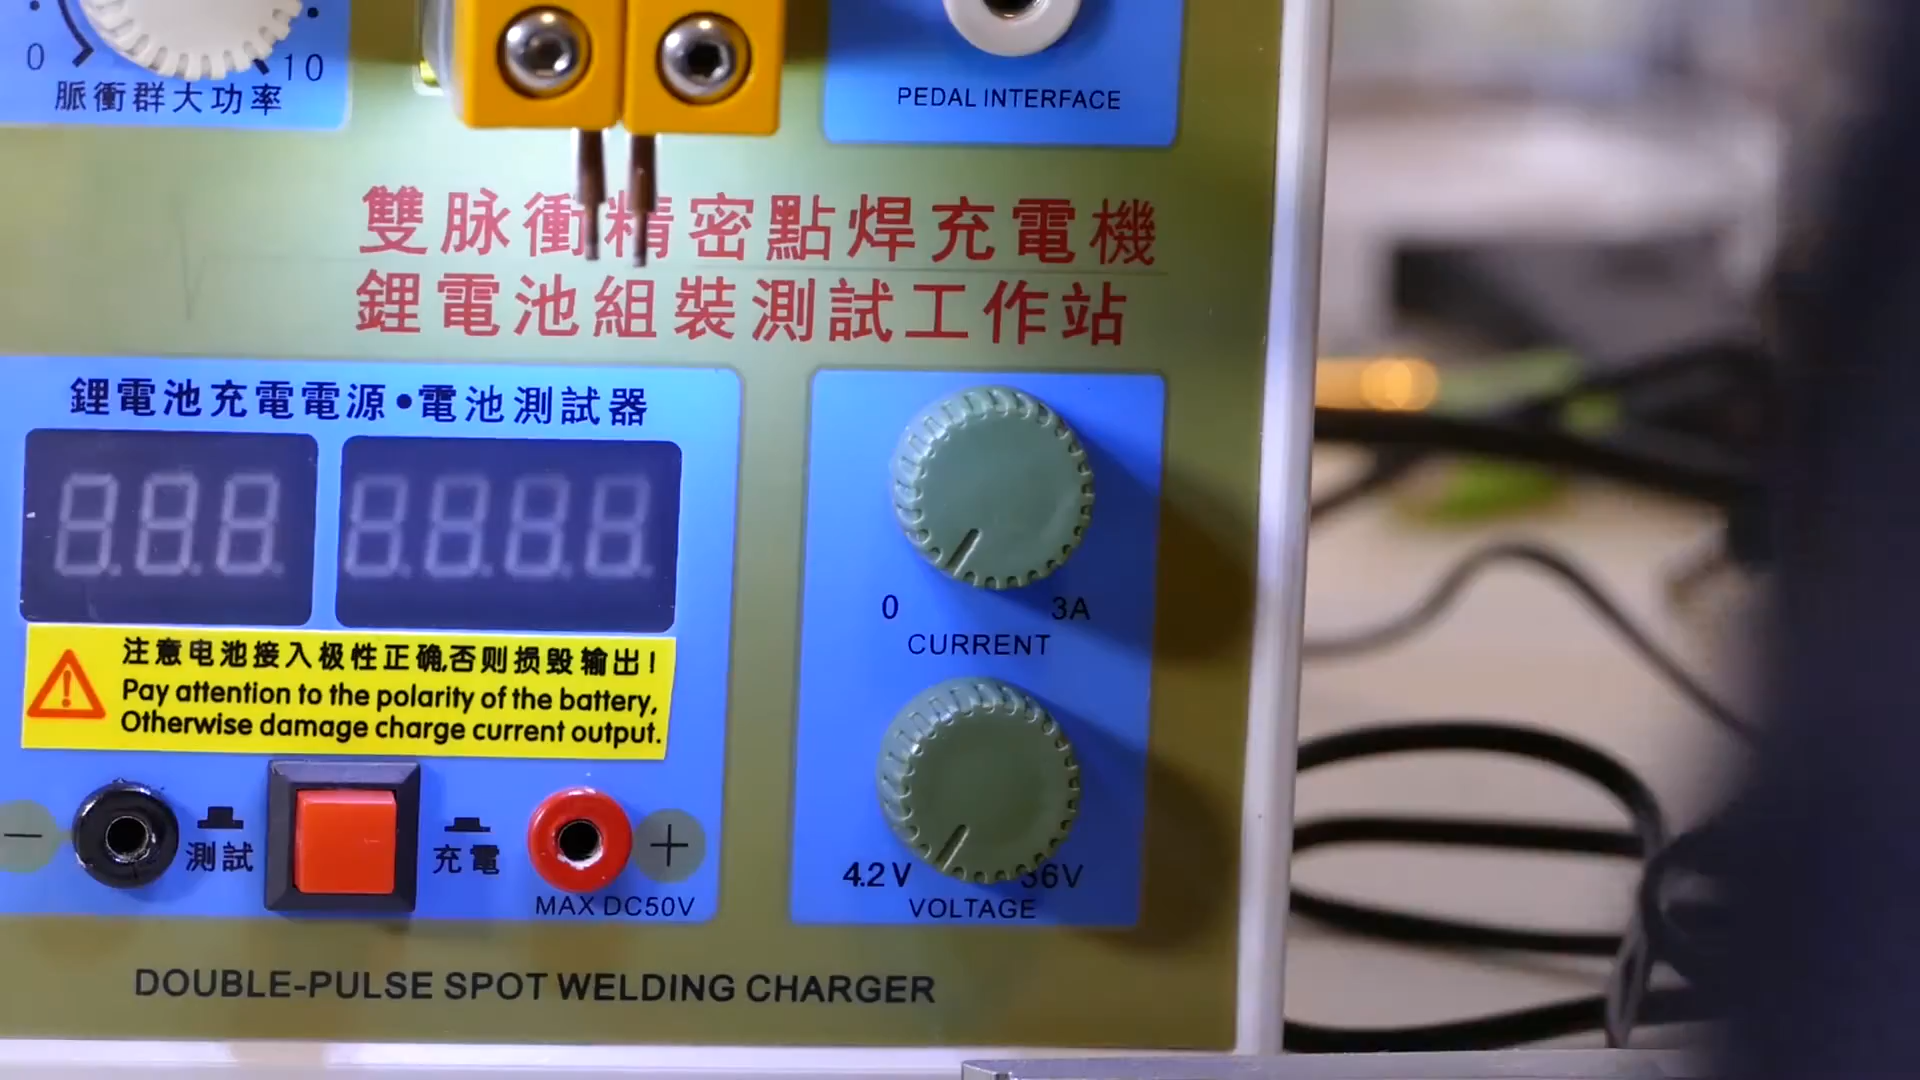 0 10
脈衝群大功率
PEDAL INTERFACE
雙脉衝精密點焊充電機
鋰電池組裝測試工作站
鋰電池充電電源•電池測試器
0 3A
CURRENT
注意电池接入极性正确,否则损毁输出!
Pay attention to the polarity of the battery,
Otherwise damage charge current output.
− 測試 充電 +
4.2V 36V
VOLTAGE
MAX DC50V
DOUBLE-PULSE SPOT WELDING CHARGER